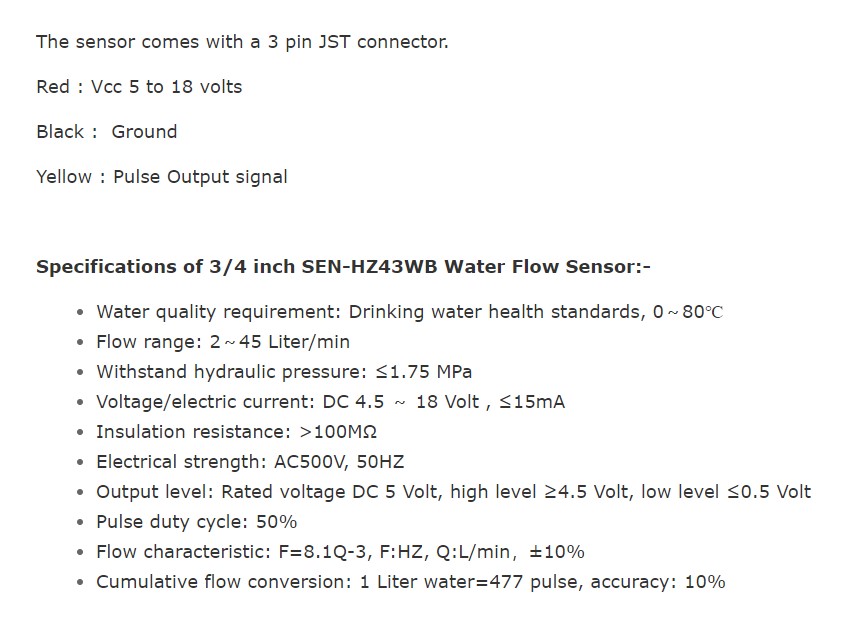 The sensor comes with a 3 pin JST connector.
Red : Vcc 5 to 18 volts
Black :  Ground
Yellow : Pulse Output signal
Specifications of 3/4 inch SEN-HZ43WB Water Flow Sensor:-
• Water quality requirement: Drinking water health standards, 0～80℃
• Flow range: 2～45 Liter/min
• Withstand hydraulic pressure: ≤1.75 MPa
• Voltage/electric current: DC 4.5 ～ 18 Volt , ≤15mA
• Insulation resistance: >100MΩ
• Electrical strength: AC500V, 50HZ
• Output level: Rated voltage DC 5 Volt, high level ≥4.5 Volt, low level ≤0.5 Volt
• Pulse duty cycle: 50%
• Flow characteristic: F=8.1Q-3, F:HZ, Q:L/min，±10%
• Cumulative flow conversion: 1 Liter water=477 pulse, accuracy: 10%